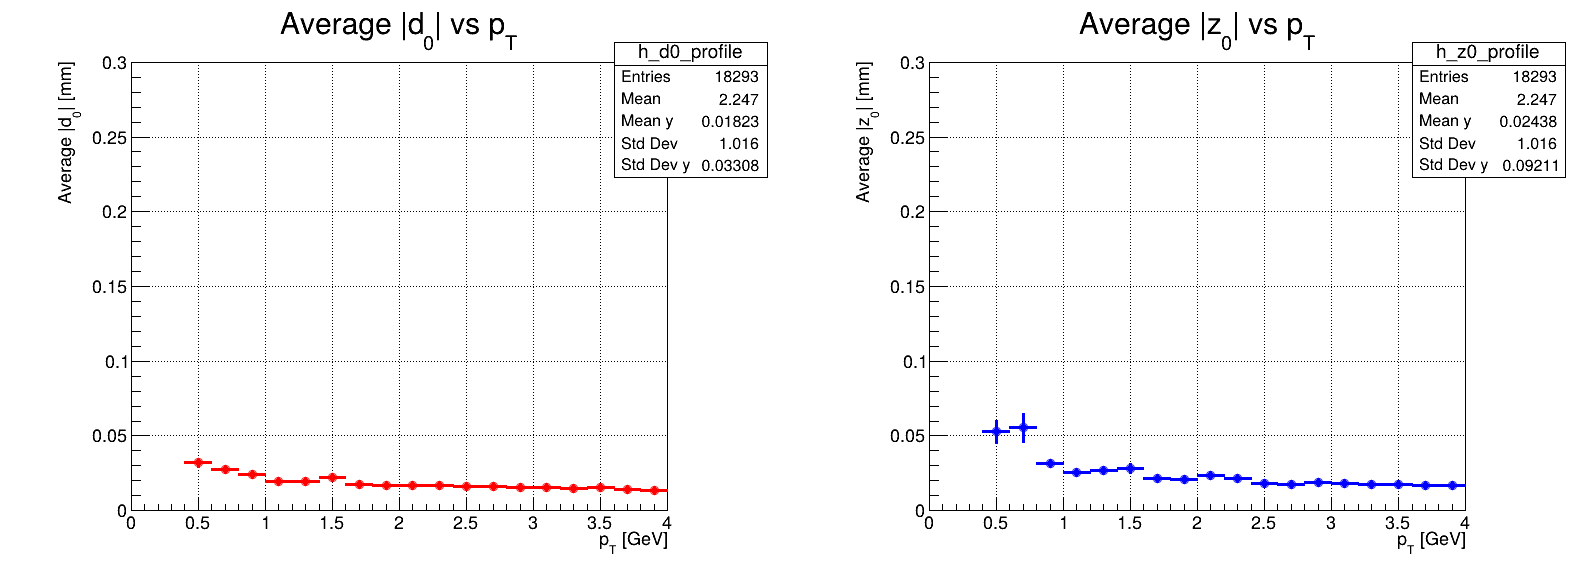 Average |d0| vs pT
h_d0_profile
Entries 18293
Mean 2.247
Mean y 0.01823
Std Dev 1.016
Std Dev y 0.03308
Average |d0| [mm]
0.3
0.25
0.2
0.15
0.1
0.05
0
0 0.5 1 1.5 2 2.5 3 3.5 4
pT [GeV]
Average |z0| vs pT
h_z0_profile
Entries 18293
Mean 2.247
Mean y 0.02438
Std Dev 1.016
Std Dev y 0.09211
Average |z0| [mm]
0.3
0.25
0.2
0.15
0.1
0.05
0
0 0.5 1 1.5 2 2.5 3 3.5 4
pT [GeV]